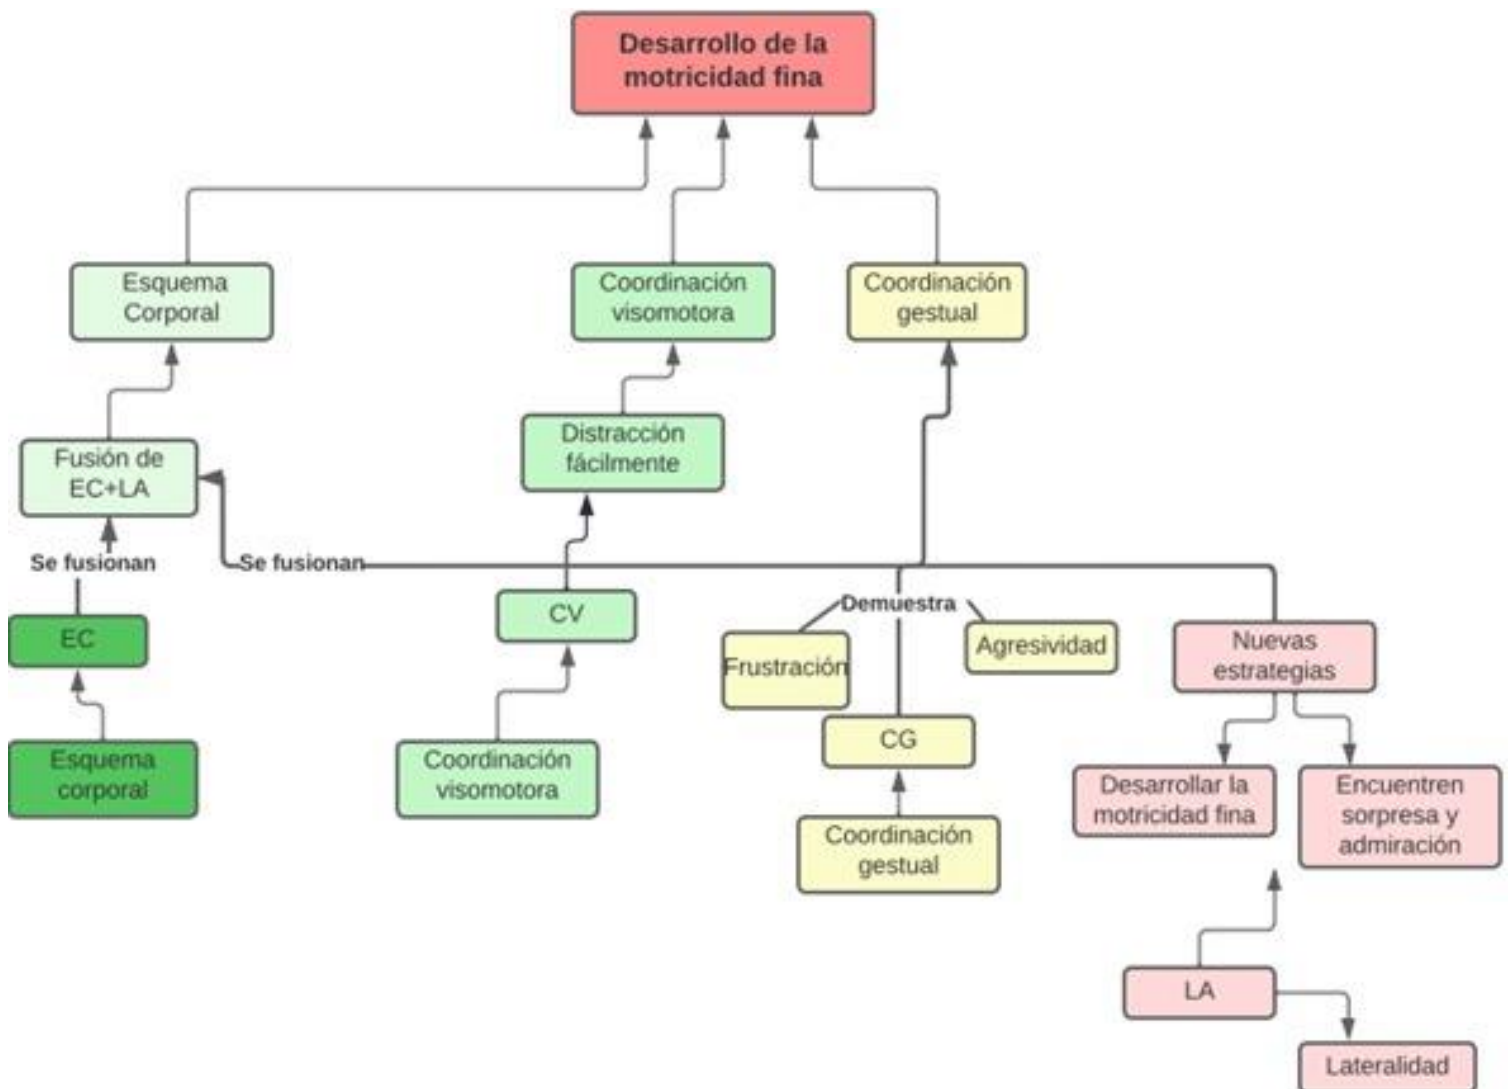 Desarrollo de la
motricidad fina
Esquema
Corporal
Coordinación
visomotora
Coordinación
gestual
Distracción
fácilmente
Fusión de
EC+LA
Se fusionan
Se fusionan
EC
CV
Demuestra
Frustración
Agresividad
Nuevas
estrategias
CG
Esquema
corporal
Coordinación
visomotora
Coordinación
gestual
Desarrollar la
motricidad fina
Encuentren
sorpresa y
admiración
LA
Lateralidad